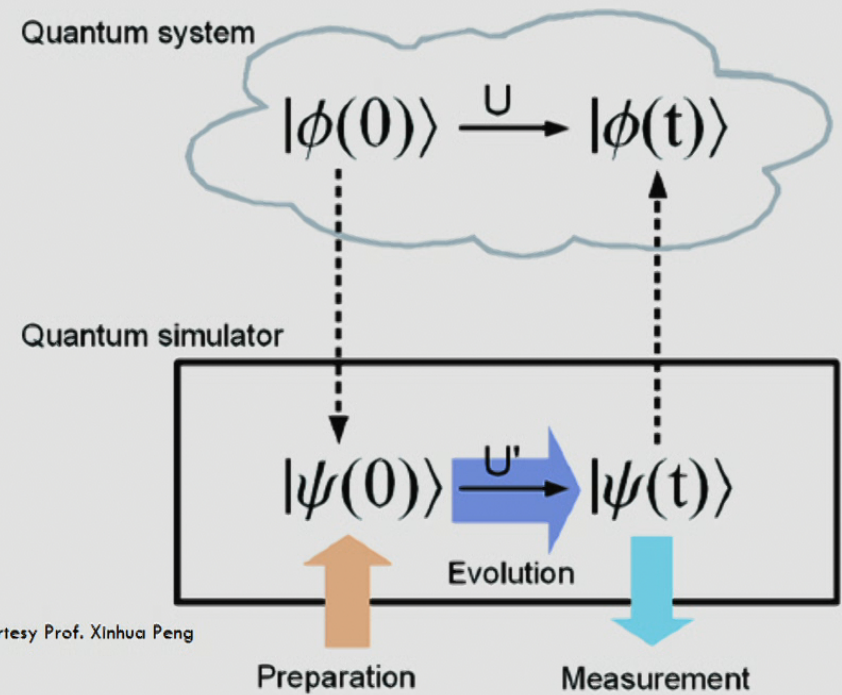 Quantum system
|ϕ(0)⟩ U |ϕ(t)⟩
Quantum simulator
|ψ(0)⟩ U' |ψ(t)⟩
Evolution
rtesy Prof. Xinhua Peng
Preparation
Measurement